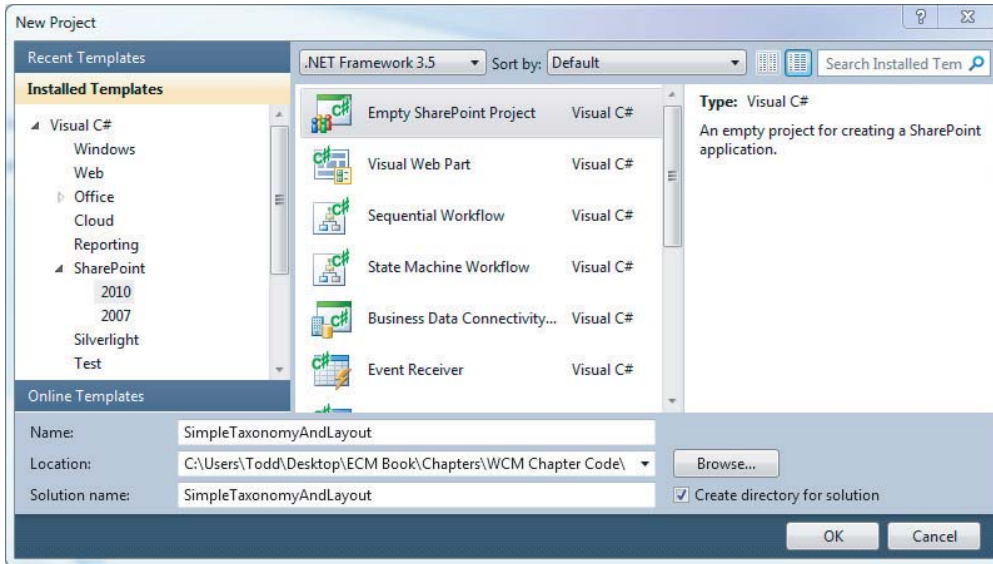 New Project
Recent Templates
.NET Framework 3.5
Sort by: Default
Search Installed Tem
Installed Templates
Visual C#
Windows
Web
Office
Cloud
Reporting
SharePoint
2010
2007
Silverlight
Test
Online Templates
Empty SharePoint Project Visual C#
Visual Web Part Visual C#
Sequential Workflow Visual C#
State Machine Workflow Visual C#
Business Data Connectivity... Visual C#
Event Receiver Visual C#
Type: Visual C#
An empty project for creating a SharePoint
application.
Name: SimpleTaxonomyAndLayout
Location: C:\Users\Todd\Desktop\ECM Book\Chapters\WCM Chapter Code\
Browse...
Solution name: SimpleTaxonomyAndLayout
Create directory for solution
OK
Cancel